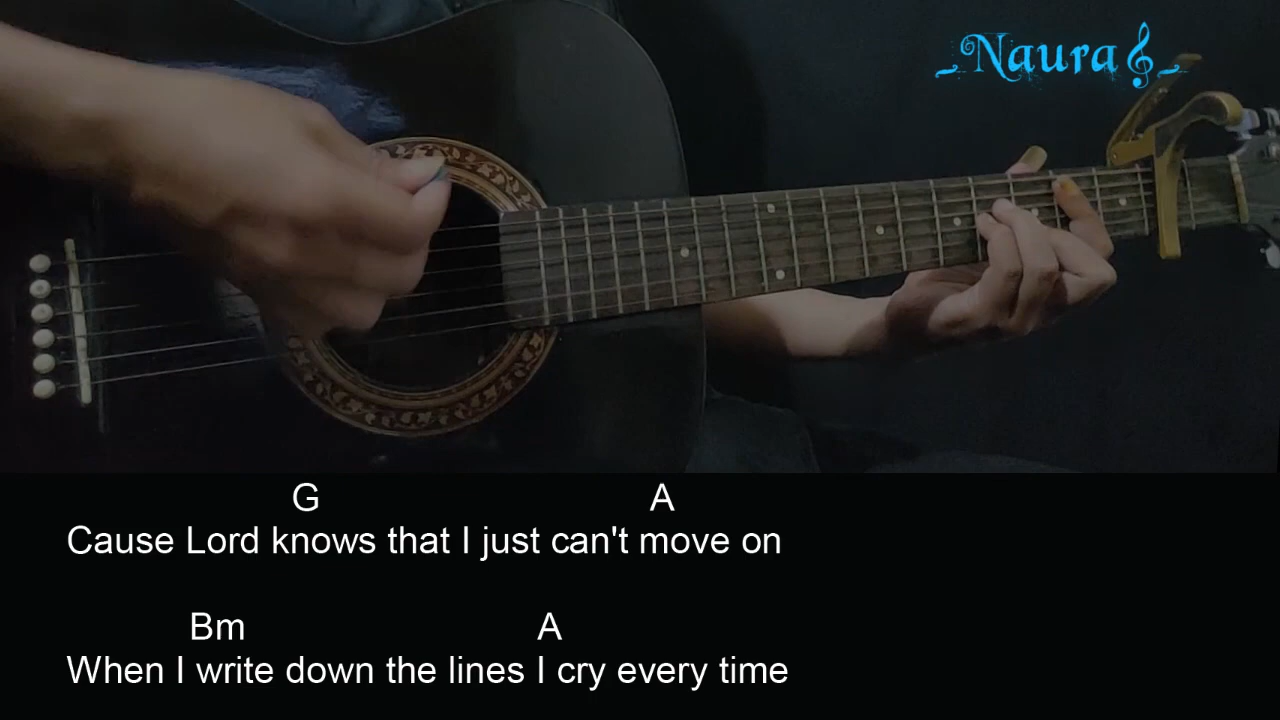 Naura
G A
Cause Lord knows that I just can't move on
Bm A
When I write down the lines I cry every time